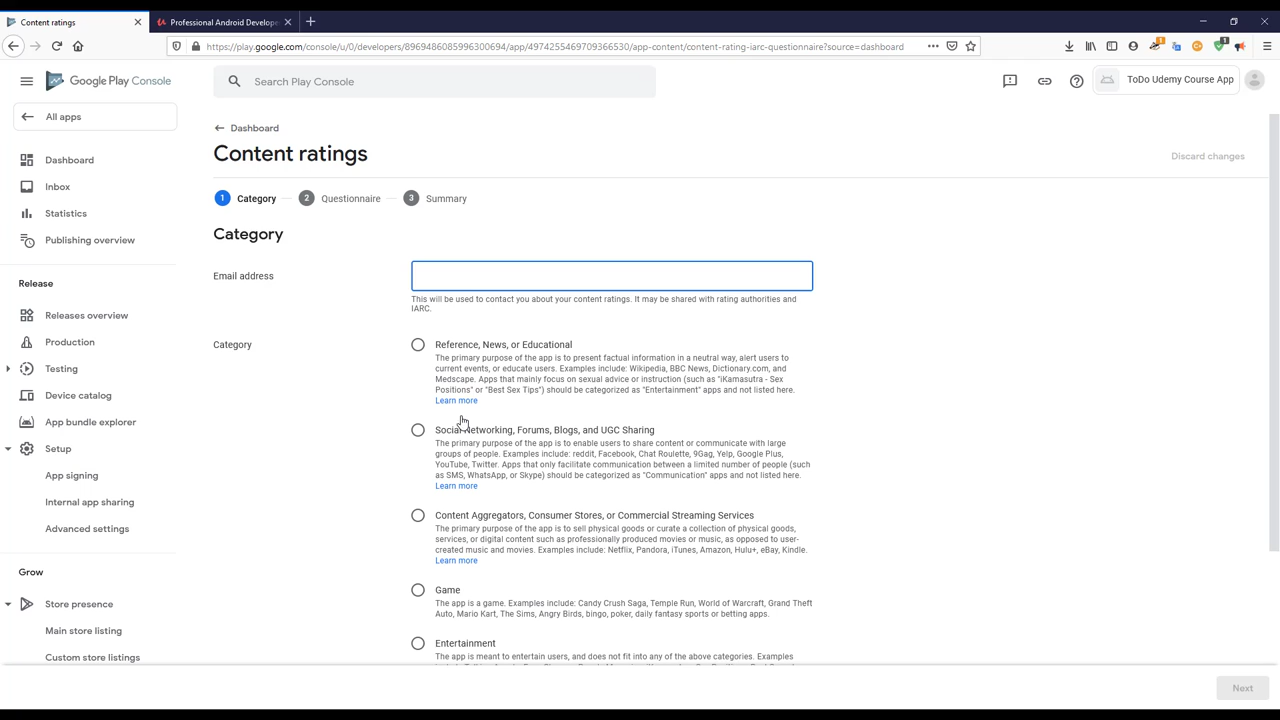 Content ratings
Professional Android Develope
https://play.google.com/console/u/0/developers/8969486085996300694/app/4974255469709366530/app-content/content-rating-iarc-questionnaire?source=dashboard
1
1
Google Play Console
Search Play Console
ToDo Udemy Course App
All apps
Dashboard
Inbox
Statistics
Publishing overview
Release
Releases overview
Production
Testing
Device catalog
App bundle explorer
Setup
App signing
Internal app sharing
Advanced settings
Grow
Store presence
Main store listing
Custom store listings
Dashboard
Content ratings
Discard changes
1 Category 2 Questionnaire 3 Summary
Category
Email address
This will be used to contact you about your content ratings. It may be shared with rating authorities and
IARC.
Category
Reference, News, or Educational
The primary purpose of the app is to present factual information in a neutral way, alert users to
current events, or educate users. Examples include: Wikipedia, BBC News, Dictionary.com, and
Medscape. Apps that mainly focus on sexual advice or instruction (such as "iKamasutra - Sex
Positions" or "Best Sex Tips") should be categorized as "Entertainment" apps and not listed here.
Learn more
Social Networking, Forums, Blogs, and UGC Sharing
The primary purpose of the app is to enable users to share content or communicate with large
groups of people. Examples include: reddit, Facebook, Chat Roulette, 9Gag, Yelp, Google Plus,
YouTube, Twitter. Apps that only facilitate communication between a limited number of people (such
as SMS, WhatsApp, or Skype) should be categorized as "Communication" apps and not listed here.
Learn more
Content Aggregators, Consumer Stores, or Commercial Streaming Services
The primary purpose of the app is to sell physical goods or curate a collection of physical goods,
services, or digital content such as professionally produced movies or music, as opposed to user-
created music and movies. Examples include: Netflix, Pandora, iTunes, Amazon, Hulu+, eBay, Kindle.
Learn more
Game
The app is a game. Examples include: Candy Crush Saga, Temple Run, World of Warcraft, Grand Theft
Auto, Mario Kart, The Sims, Angry Birds, bingo, poker, daily fantasy sports or betting apps.
Entertainment
The app is meant to entertain users, and does not fit into any of the above categories. Examples
Next